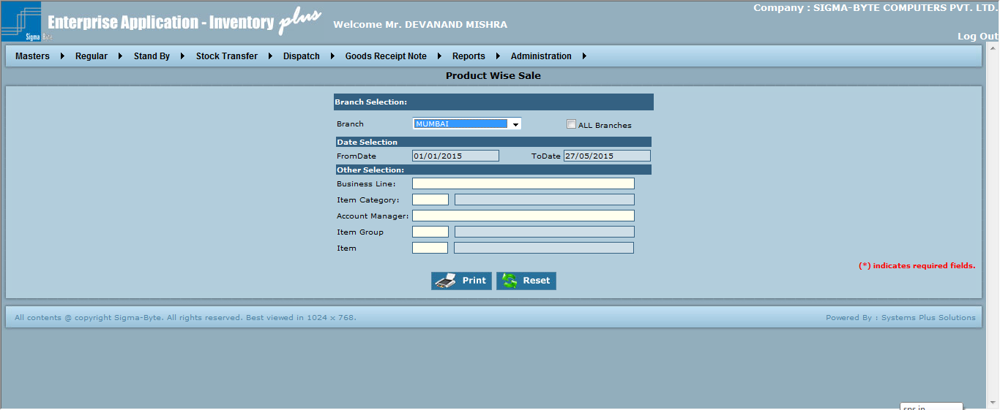 Company : SIGMA-BYTE COMPUTERS PVT. LTD.
Enterprise Application - Inventory plus
Welcome Mr. DEVANAND MISHRA
Sigma Byte
Log Out
Masters Regular Stand By Stock Transfer Dispatch Goods Receipt Note Reports Administration
Product Wise Sale
Branch Selection:
Branch MUMBAI ALL Branches
Date Selection
FromDate 01/01/2015 ToDate 27/05/2015
Other Selection:
Business Line:
Item Category:
Account Manager:
Item Group
Item
(*) indicates required fields.
Print Reset
All contents @ copyright Sigma-Byte. All rights reserved. Best viewed in 1024 x 768. Powered By : Systems Plus Solutions